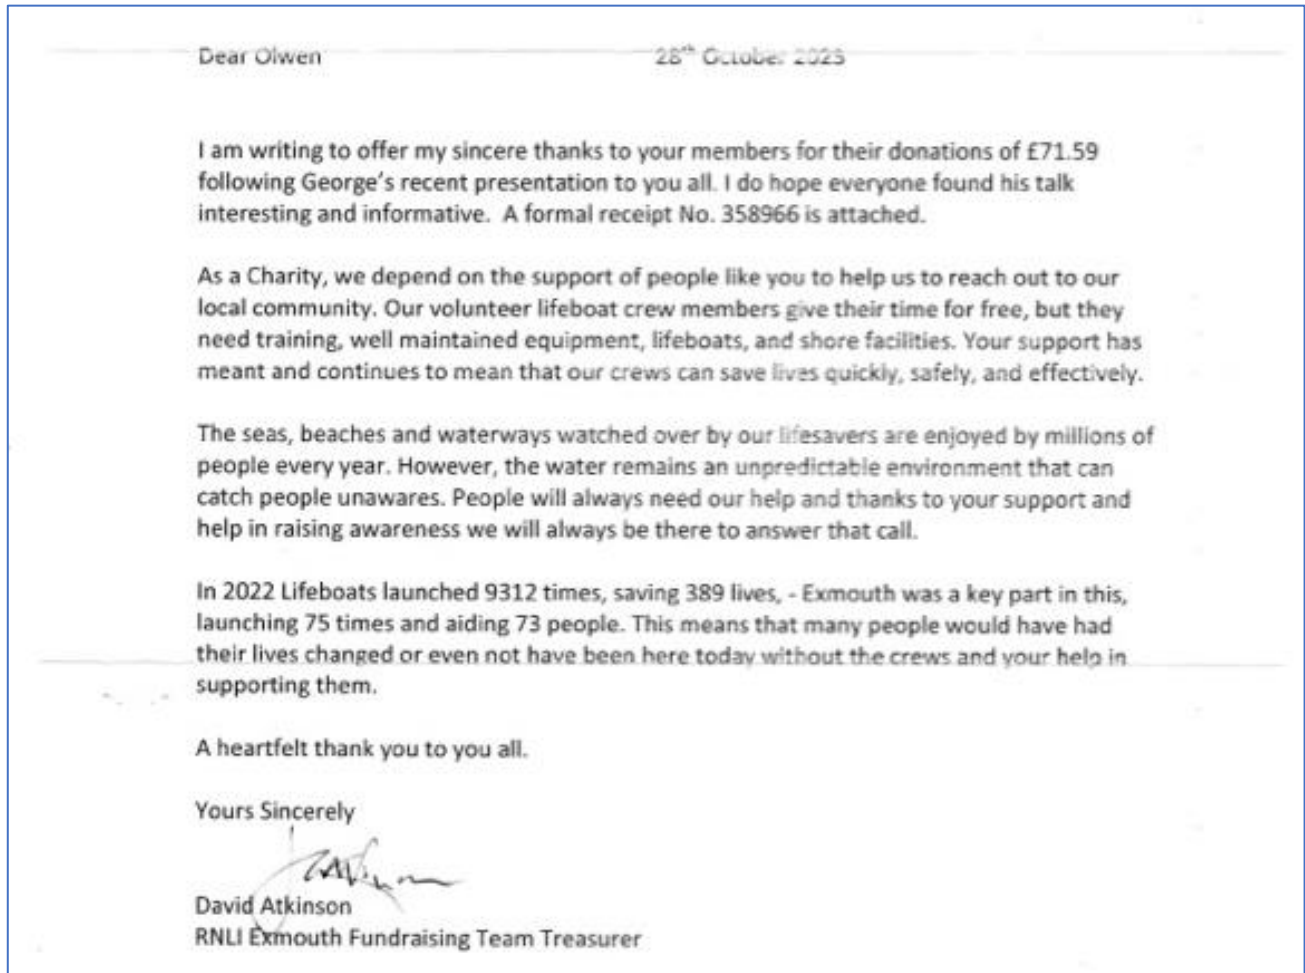 Dear Olwen 28th October 2023
I am writing to offer my sincere thanks to your members for their donations of £71.59
following George's recent presentation to you all. I do hope everyone found his talk
interesting and informative.  A formal receipt No. 358966 is attached.
As a Charity, we depend on the support of people like you to help us to reach out to our
local community. Our volunteer lifeboat crew members give their time for free, but they
need training, well maintained equipment, lifeboats, and shore facilities. Your support has
meant and continues to mean that our crews can save lives quickly, safely, and effectively.
The seas, beaches and waterways watched over by our lifesavers are enjoyed by millions of
people every year. However, the water remains an unpredictable environment that can
catch people unawares. People will always need our help and thanks to your support and
help in raising awareness we will always be there to answer that call.
In 2022 Lifeboats launched 9312 times, saving 389 lives, - Exmouth was a key part in this,
launching 75 times and aiding 73 people. This means that many people would have had
their lives changed or even not have been here today without the crews and your help in
supporting them.
A heartfelt thank you to you all.
Yours Sincerely
David Atkinson
RNLI Exmouth Fundraising Team Treasurer